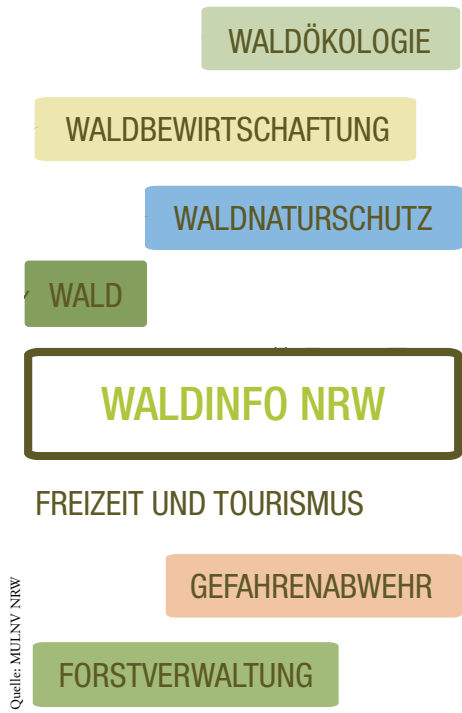 WALDÖKOLOGIE
WALDBEWIRTSCHAFTUNG
WALDNATURSCHUTZ
WALD
WALDINFO NRW
FREIZEIT UND TOURISMUS
GEFAHRENABWEHR
FORSTVERWALTUNG
Quelle: MULNV NRW